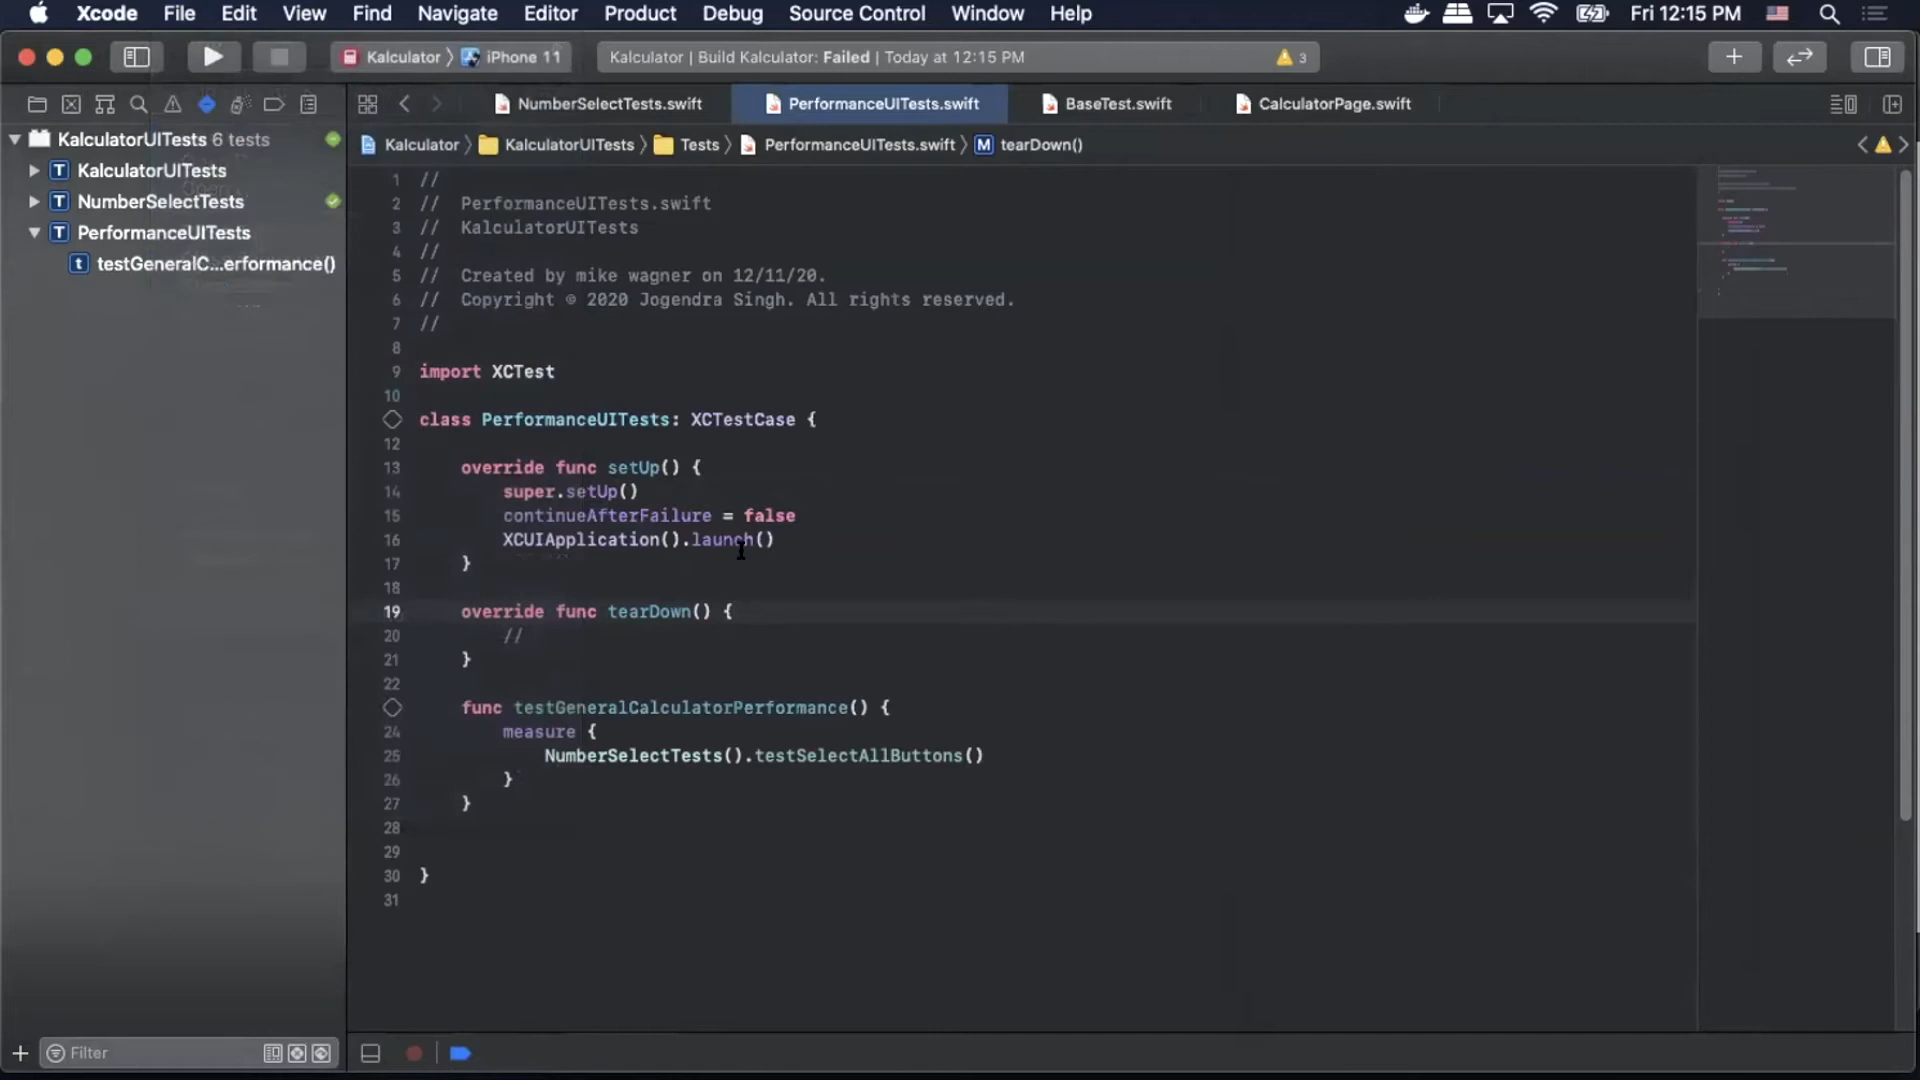 Xcode File Edit View Find Navigate Editor Product Debug Source Control Window Help Fri 12:15 PM
Kalculator iPhone 11 Kalculator | Build Kalculator: Failed | Today at 12:15 PM 3
NumberSelectTests.swift PerformanceUITests.swift BaseTest.swift CalculatorPage.swift
Kalculator KalculatorUITests Tests PerformanceUITests.swift M tearDown()
KalculatorUITests 6 tests
T KalculatorUITests
T NumberSelectTests
T PerformanceUITests
t testGeneralC...erformance()
1 //
2 // PerformanceUITests.swift
3 // KalculatorUITests
4 //
5 // Created by mike wagner on 12/11/20.
6 // Copyright © 2020 Jogendra Singh. All rights reserved.
7 //
8
9 import XCTest
10
class PerformanceUITests: XCTestCase {
12
13 override func setUp() {
14 super.setUp()
15 continueAfterFailure = false
16 XCUIApplication().launch()
17 }
18
19 override func tearDown() {
20 //
21 }
22
func testGeneralCalculatorPerformance() {
24 measure {
25 NumberSelectTests().testSelectAllButtons()
26 }
27 }
28
29
30 }
31
Filter